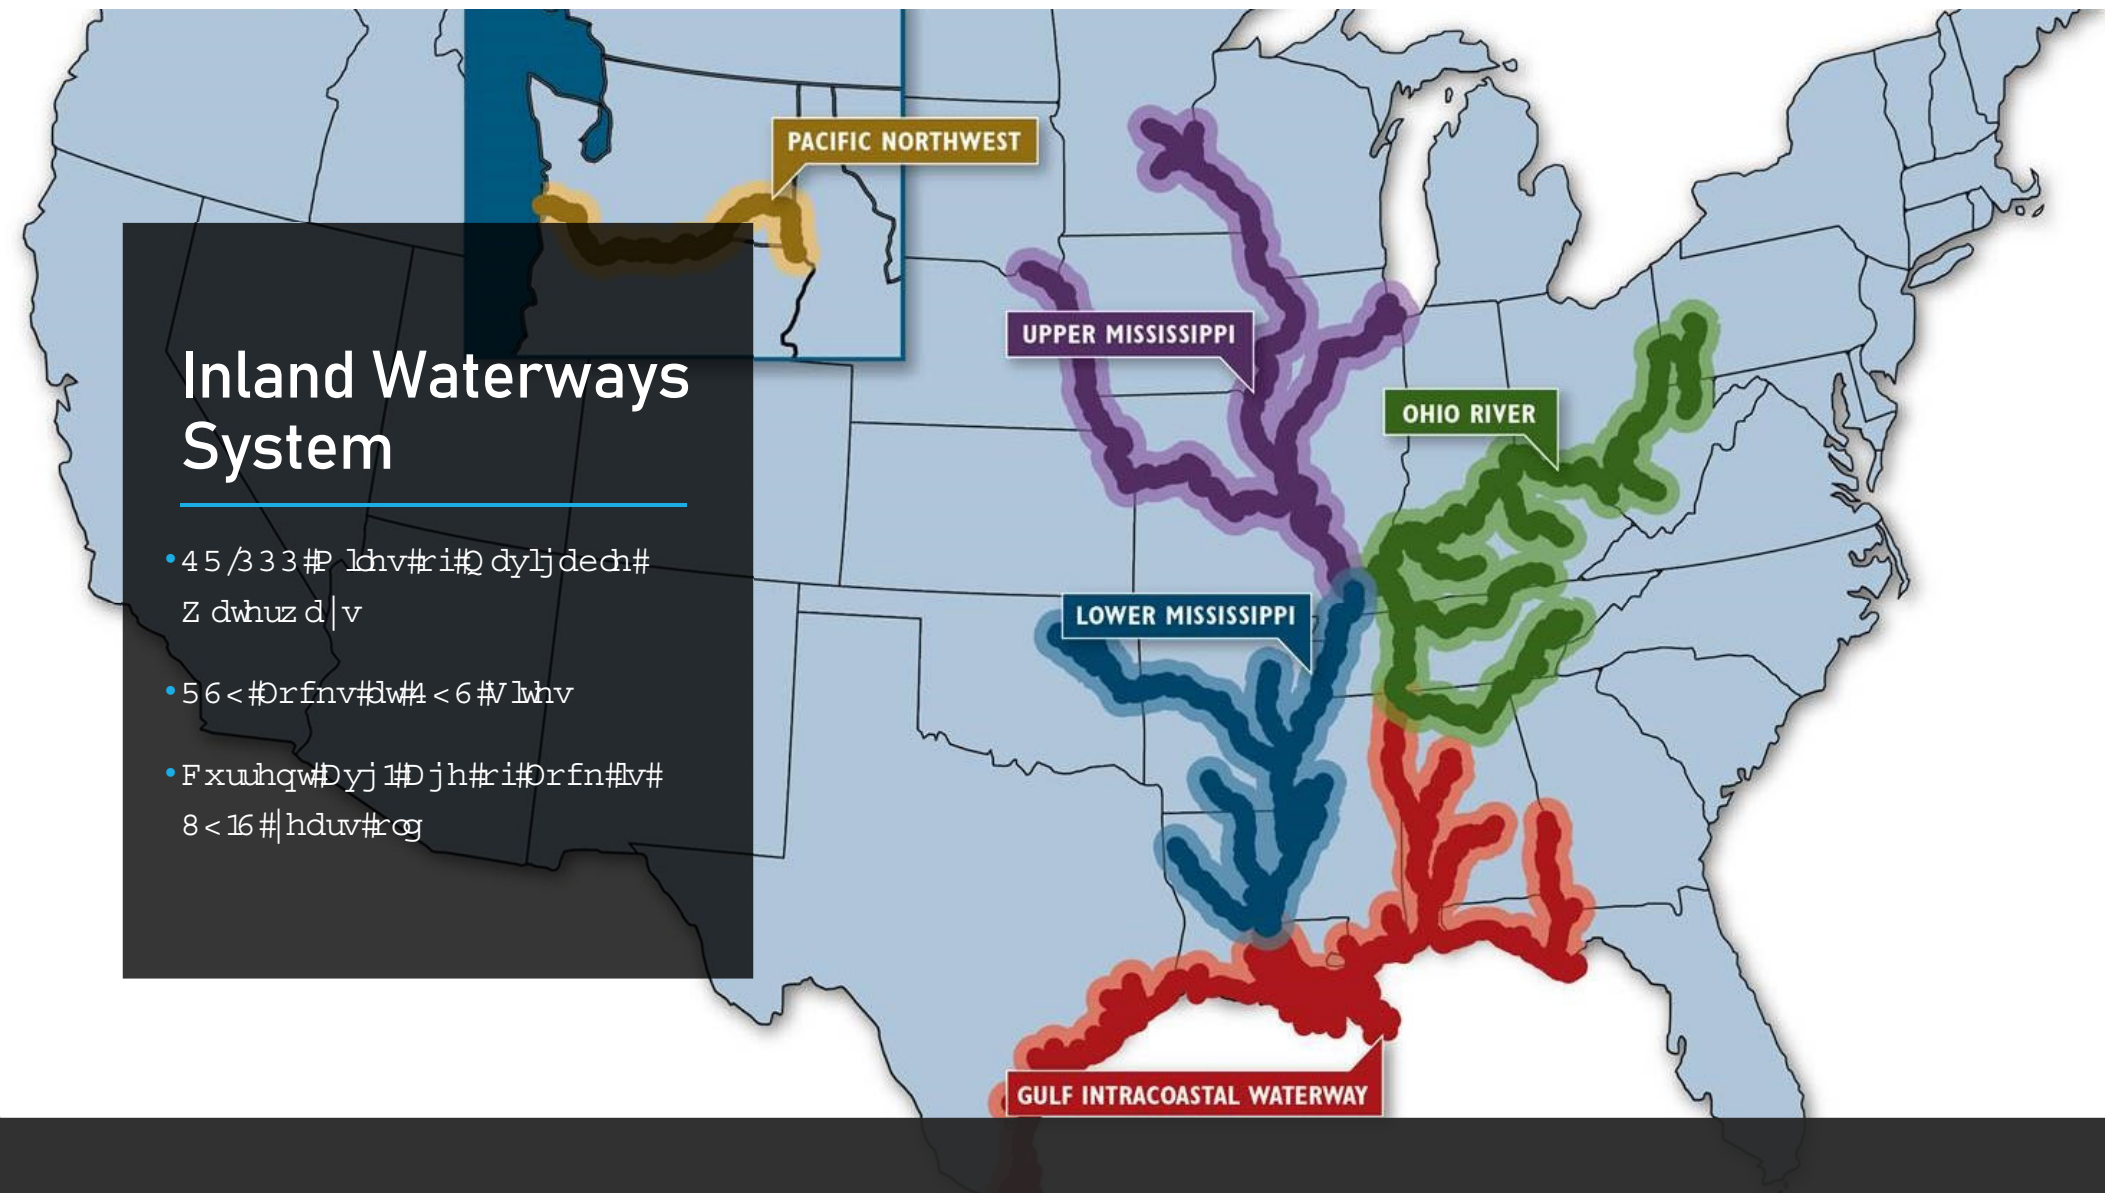 PACIFIC NORTHWEST
UPPER MISSISSIPPI
OHIO RIVER
Inland Waterways
System
•45/333#Plohv#ri#Qdyljdeoh#
Zdwhuzd|v
•56<#Orfnv#dw#4<6#Vlwhv
•Fxuuhqw#Dyj1#Djh#ri#Orfn#lv#
8<16#|hduv#rog
LOWER MISSISSIPPI
GULF INTRACOASTAL WATERWAY